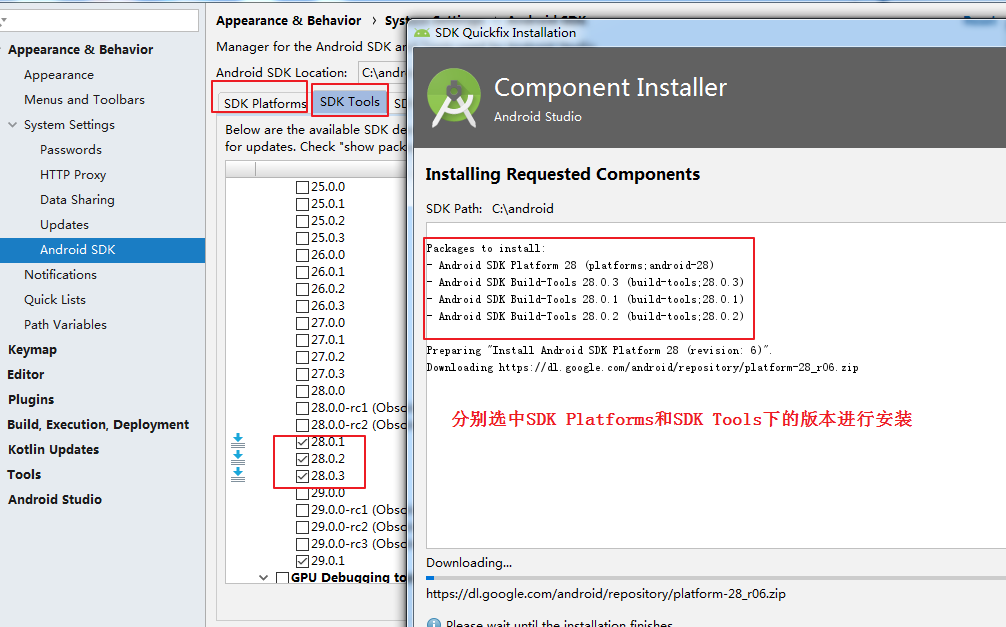 Appearance & Behavior
Appearance
Menus and Toolbars
System Settings
Passwords
HTTP Proxy
Data Sharing
Updates
Android SDK
Notifications
Quick Lists
Path Variables
Keymap
Editor
Plugins
Build, Execution, Deployment
Kotlin Updates
Tools
Android Studio
Appearance & Behavior › System Settings › Android SDK
Manager for the Android SDK an
Android SDK Location: C:\andr
SDK Platforms SDK Tools SD
Below are the available SDK de
for updates. Check "show pack
25.0.0
25.0.1
25.0.2
25.0.3
26.0.0
26.0.1
26.0.2
26.0.3
27.0.0
27.0.1
27.0.2
27.0.3
28.0.0
28.0.0-rc1 (Obsc
28.0.0-rc2 (Obsc
28.0.1
28.0.2
28.0.3
29.0.0
29.0.0-rc1 (Obsc
29.0.0-rc2 (Obsc
29.0.0-rc3 (Obsc
29.0.1
GPU Debugging to
SDK Quickfix Installation
Component Installer
Android Studio
Installing Requested Components
SDK Path: C:\android
Packages to install:
- Android SDK Platform 28 (platforms;android-28)
- Android SDK Build-Tools 28.0.3 (build-tools;28.0.3)
- Android SDK Build-Tools 28.0.1 (build-tools;28.0.1)
- Android SDK Build-Tools 28.0.2 (build-tools;28.0.2)
Preparing "Install Android SDK Platform 28 (revision: 6)".
Downloading https://dl.google.com/android/repository/platform-28_r06.zip
分别选中SDK Platforms和SDK Tools下的版本进行安装
Downloading...
https://dl.google.com/android/repository/platform-28_r06.zip
Please wait until the installation finishes